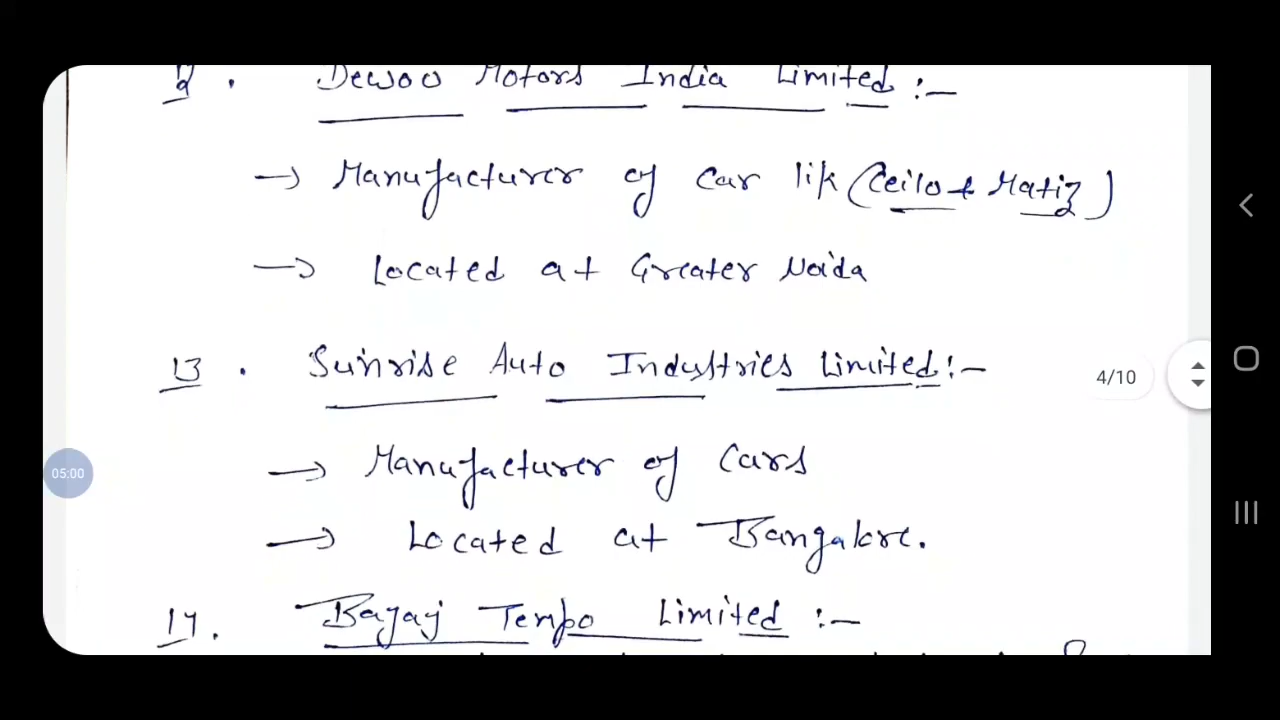 12. Dewoo Motors India Limited :-
→ Manufacturer of Car lik (Ceilo + Matiz)
→ Located at Greater Noida
13. Sunrise Auto Industries Limited :-
4/10
→ Manufacturer of Cars
05:00
→ Located at Bangalore.
14. Bajaj Tempo Limited :-